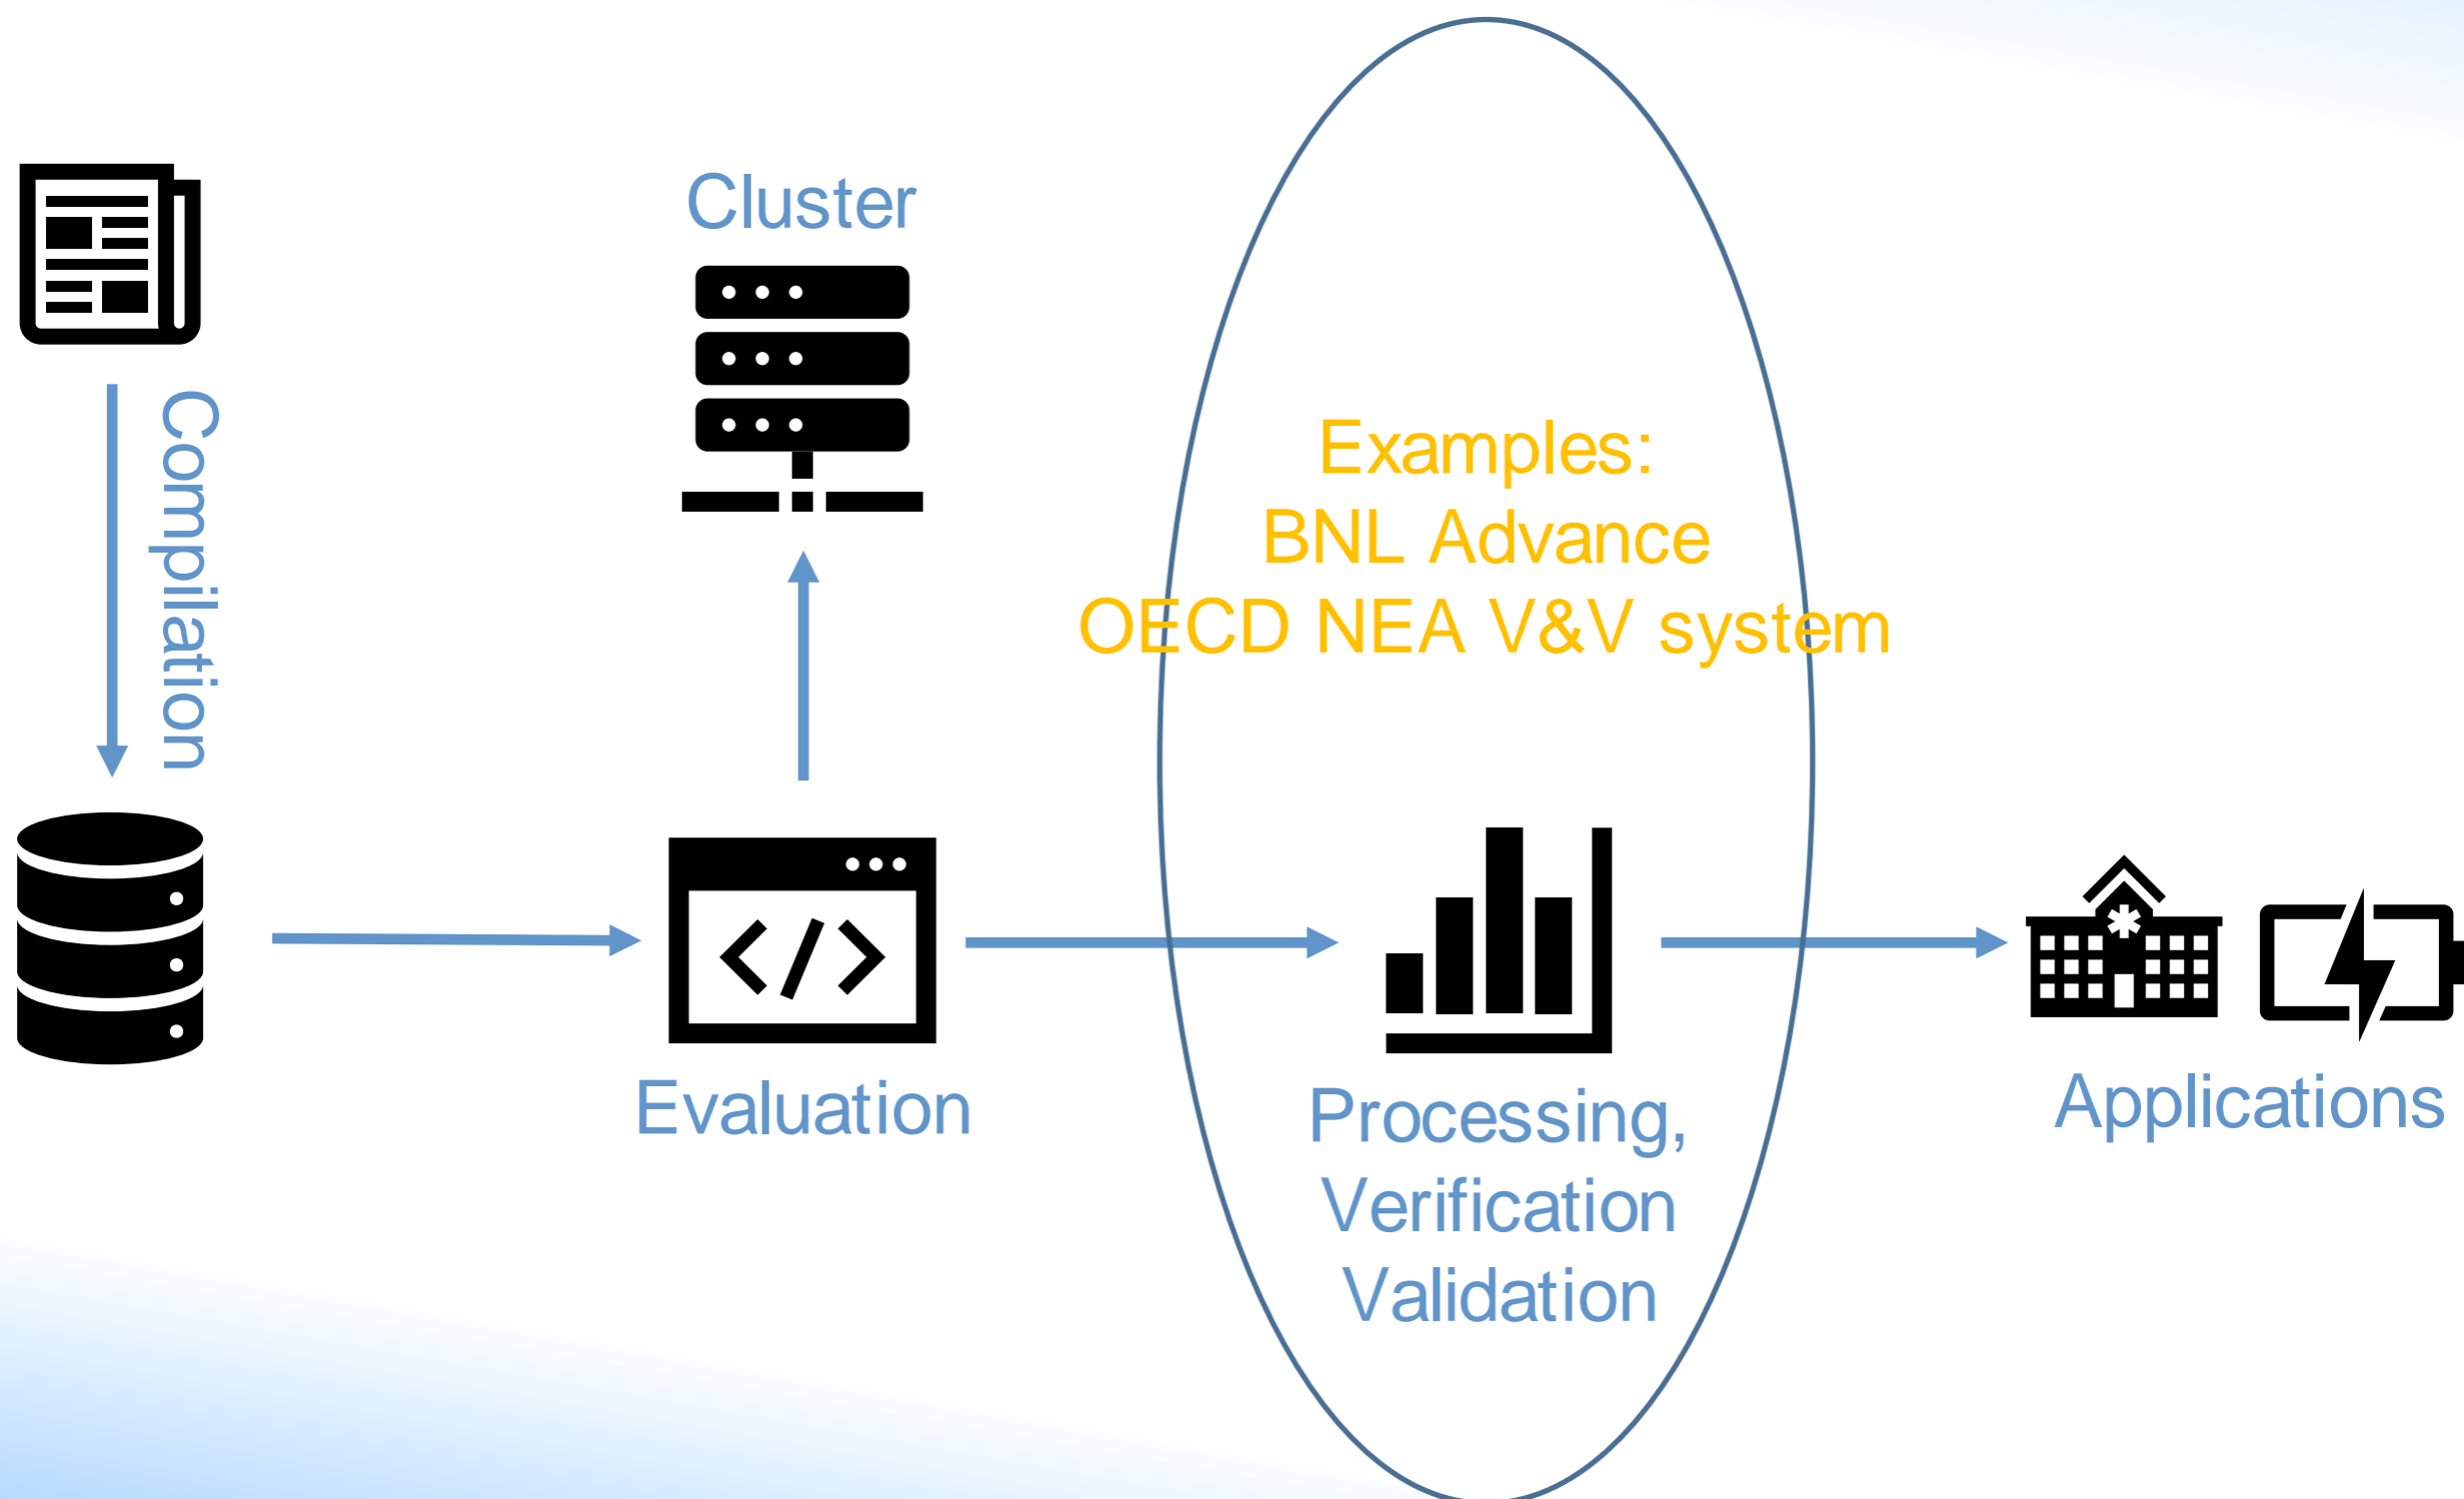 Cluster
Compilation
Examples:
BNL Advance
OECD NEA V&V system
Evaluation
Processing,
Verification
Validation
Applications